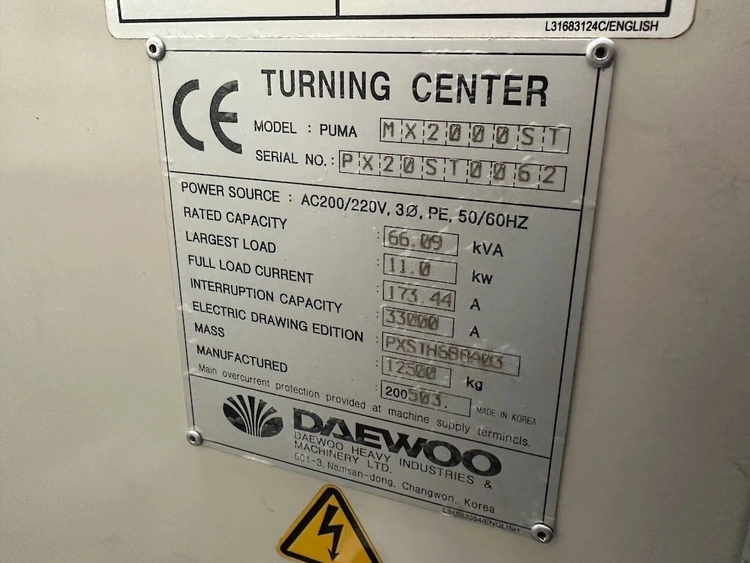 L31683124C/ENGLISH
CE TURNING CENTER
MODEL : PUMA MX2000ST
SERIAL NO. : PX20ST0062
POWER SOURCE : AC200/220V, 3Ø, PE, 50/60HZ
RATED CAPACITY : 66.09 kVA
LARGEST LOAD : 11.0 kw
FULL LOAD CURRENT : 173.44 A
INTERRUPTION CAPACITY : 33000 A
ELECTRIC DRAWING EDITION : PXSTH688A03
MASS : 12500 kg
MANUFACTURED : 200503. MADE IN KOREA
Main overcurrent protection provided at machine supply terminals.
DAEWOO
DAEWOO HEAVY INDUSTRIES &
MACHINERY LTD.
601-3, Namsan-dong, Changwon, Korea